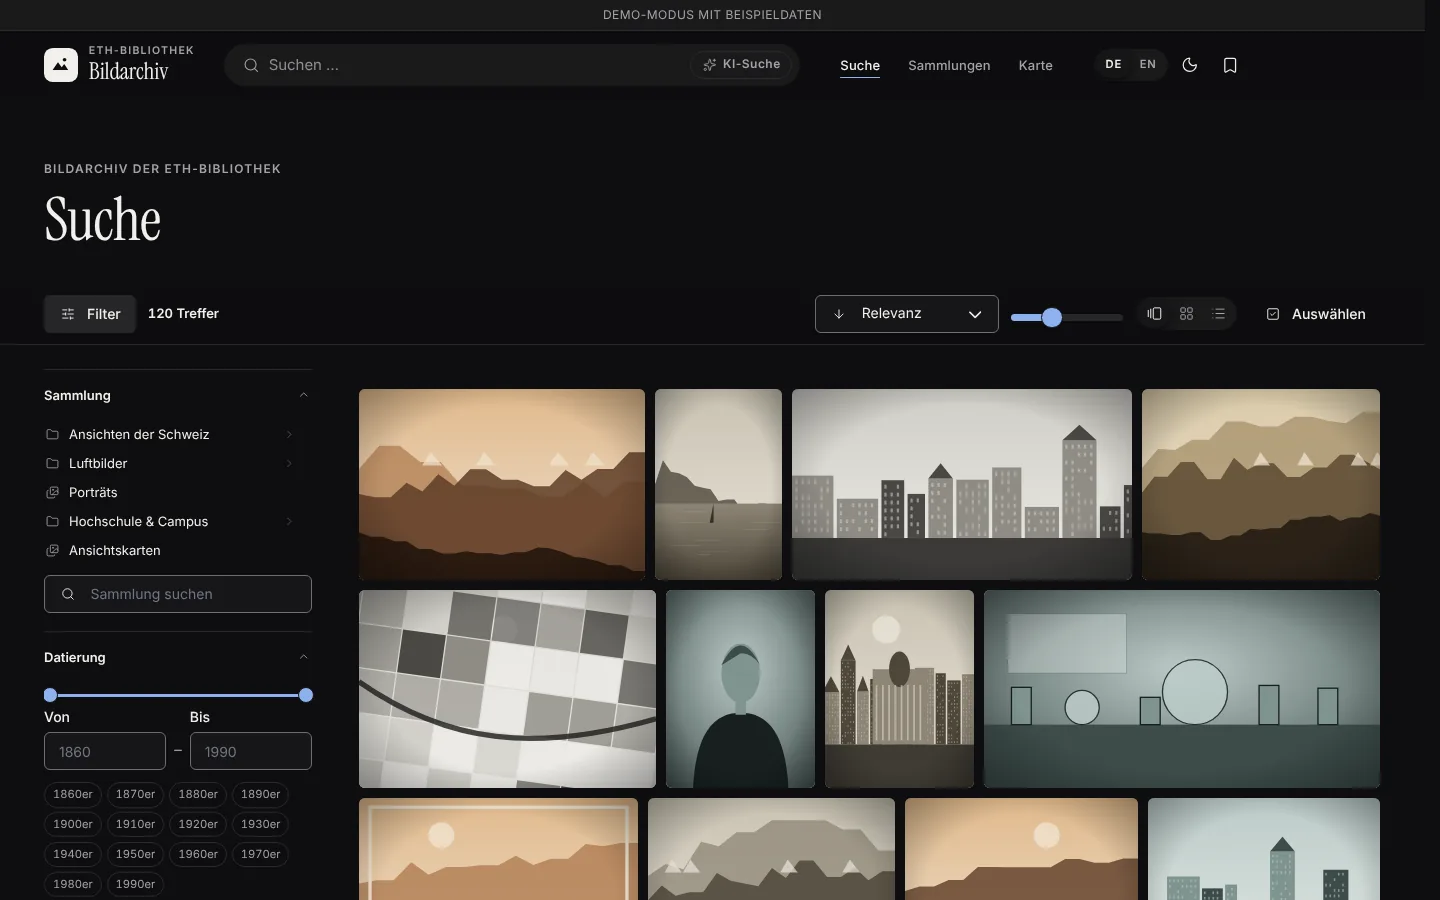 DEMO-MODUS MIT BEISPIELDATEN
ETH-BIBLIOTHEK
Bildarchiv
Suchen ...
KI-Suche
Suche
Sammlungen
Karte
DE
EN
BILDARCHIV DER ETH-BIBLIOTHEK
Suche
Filter
120 Treffer
Relevanz
Auswählen
Sammlung
Ansichten der Schweiz
Luftbilder
Porträts
Hochschule & Campus
Ansichtskarten
Sammlung suchen
Datierung
Von
Bis
1860
–
1990
1860er
1870er
1880er
1890er
1900er
1910er
1920er
1930er
1940er
1950er
1960er
1970er
1980er
1990er